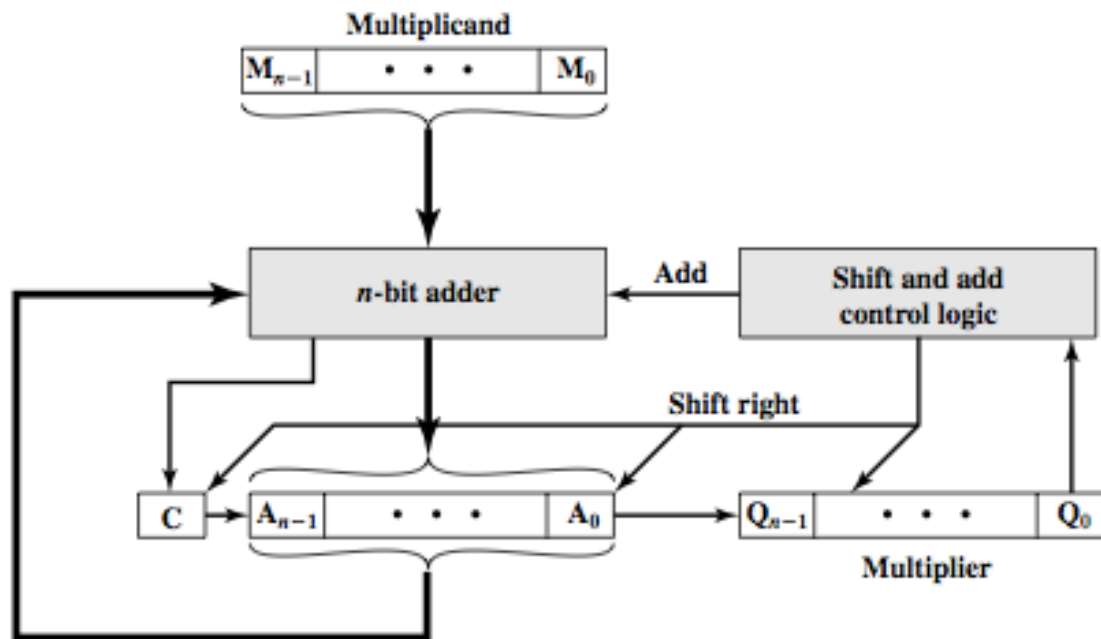 Multiplicand
Mn−1 • • • M0
n-bit adder
Add
Shift and add
control logic
Shift right
C
An−1 • • • A0
Qn−1 • • • Q0
Multiplier